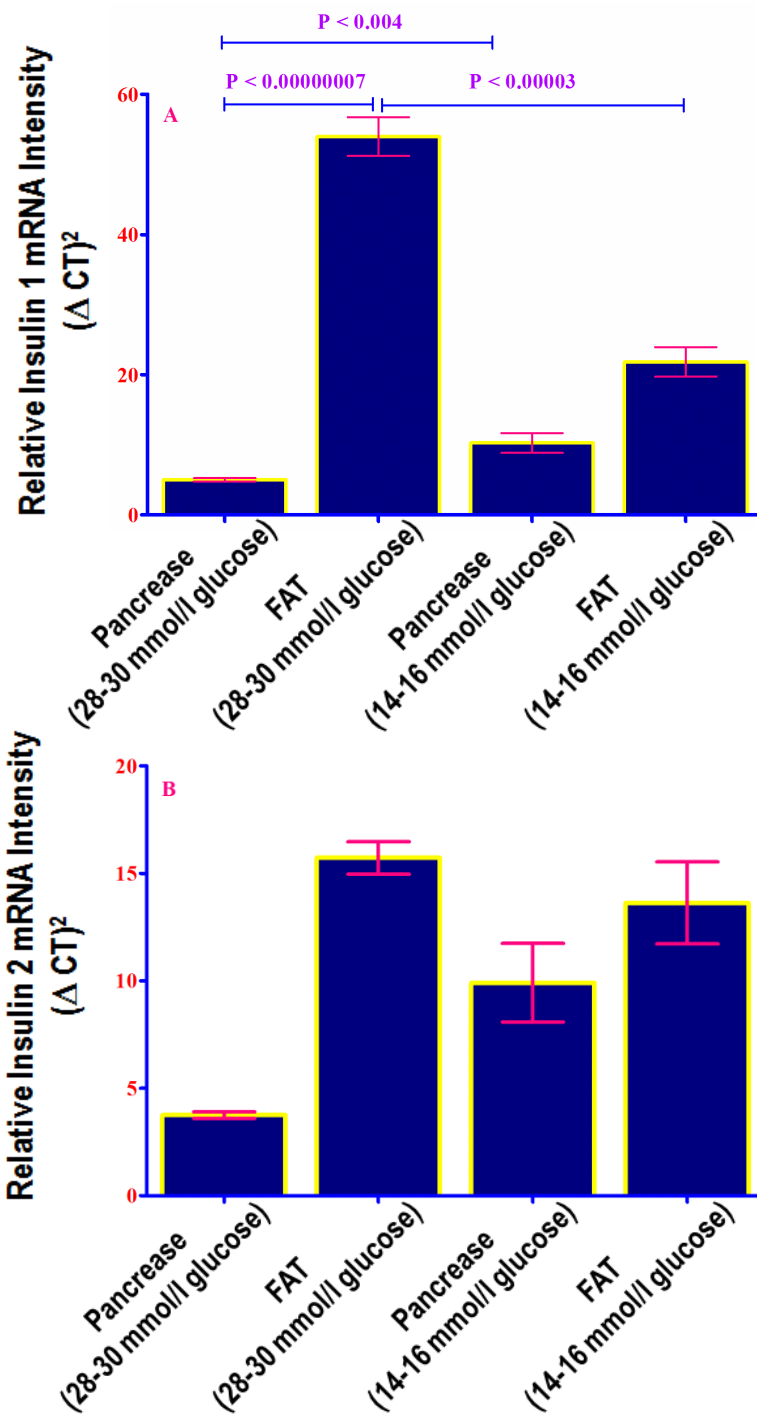 P < 0.004
P < 0.00000007
P < 0.00003
A
Relative Insulin 1 mRNA Intensity
(Δ CT)²
60
40
20
0
Pancrease
(28-30 mmol//l glucose)
FAT
(28-30 mmol//l glucose)
Pancrease
(14-16 mmol//l glucose)
FAT
(14-16 mmol//l glucose)
B
Relative Insulin 2 mRNA Intensity
(Δ CT)²
20
15
10
5
0
Pancrease
(28-30 mmol//l glucose)
FAT
(28-30 mmol//l glucose)
Pancrease
(14-16 mmol//l glucose)
FAT
(14-16 mmol//l glucose)